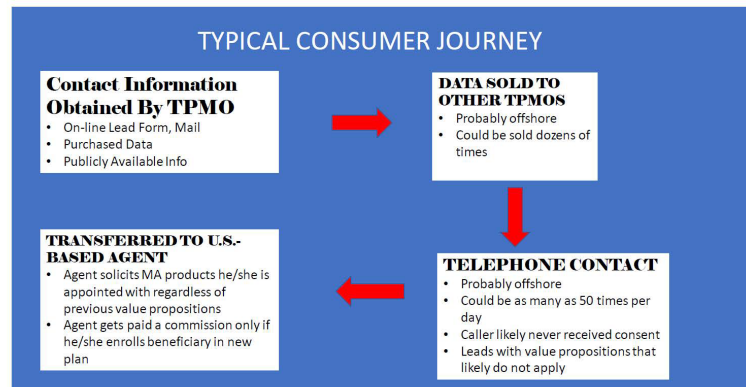 TYPICAL CONSUMER JOURNEY
Contact Information
Obtained By TPMO
• On-line Lead Form, Mail
• Purchased Data
• Publicly Available Info
DATA SOLD TO
OTHER TPMOS
• Probably offshore
• Could be sold dozens of
times
TELEPHONE CONTACT
• Probably offshore
• Could be as many as 50 times per
day
• Caller likely never received consent
• Leads with value propositions that
likely do not apply
TRANSFERRED TO U.S.-
BASED AGENT
• Agent solicits MA products he/she is
appointed with regardless of
previous value propositions
• Agent gets paid a commission only if
he/she enrolls beneficiary in new
plan